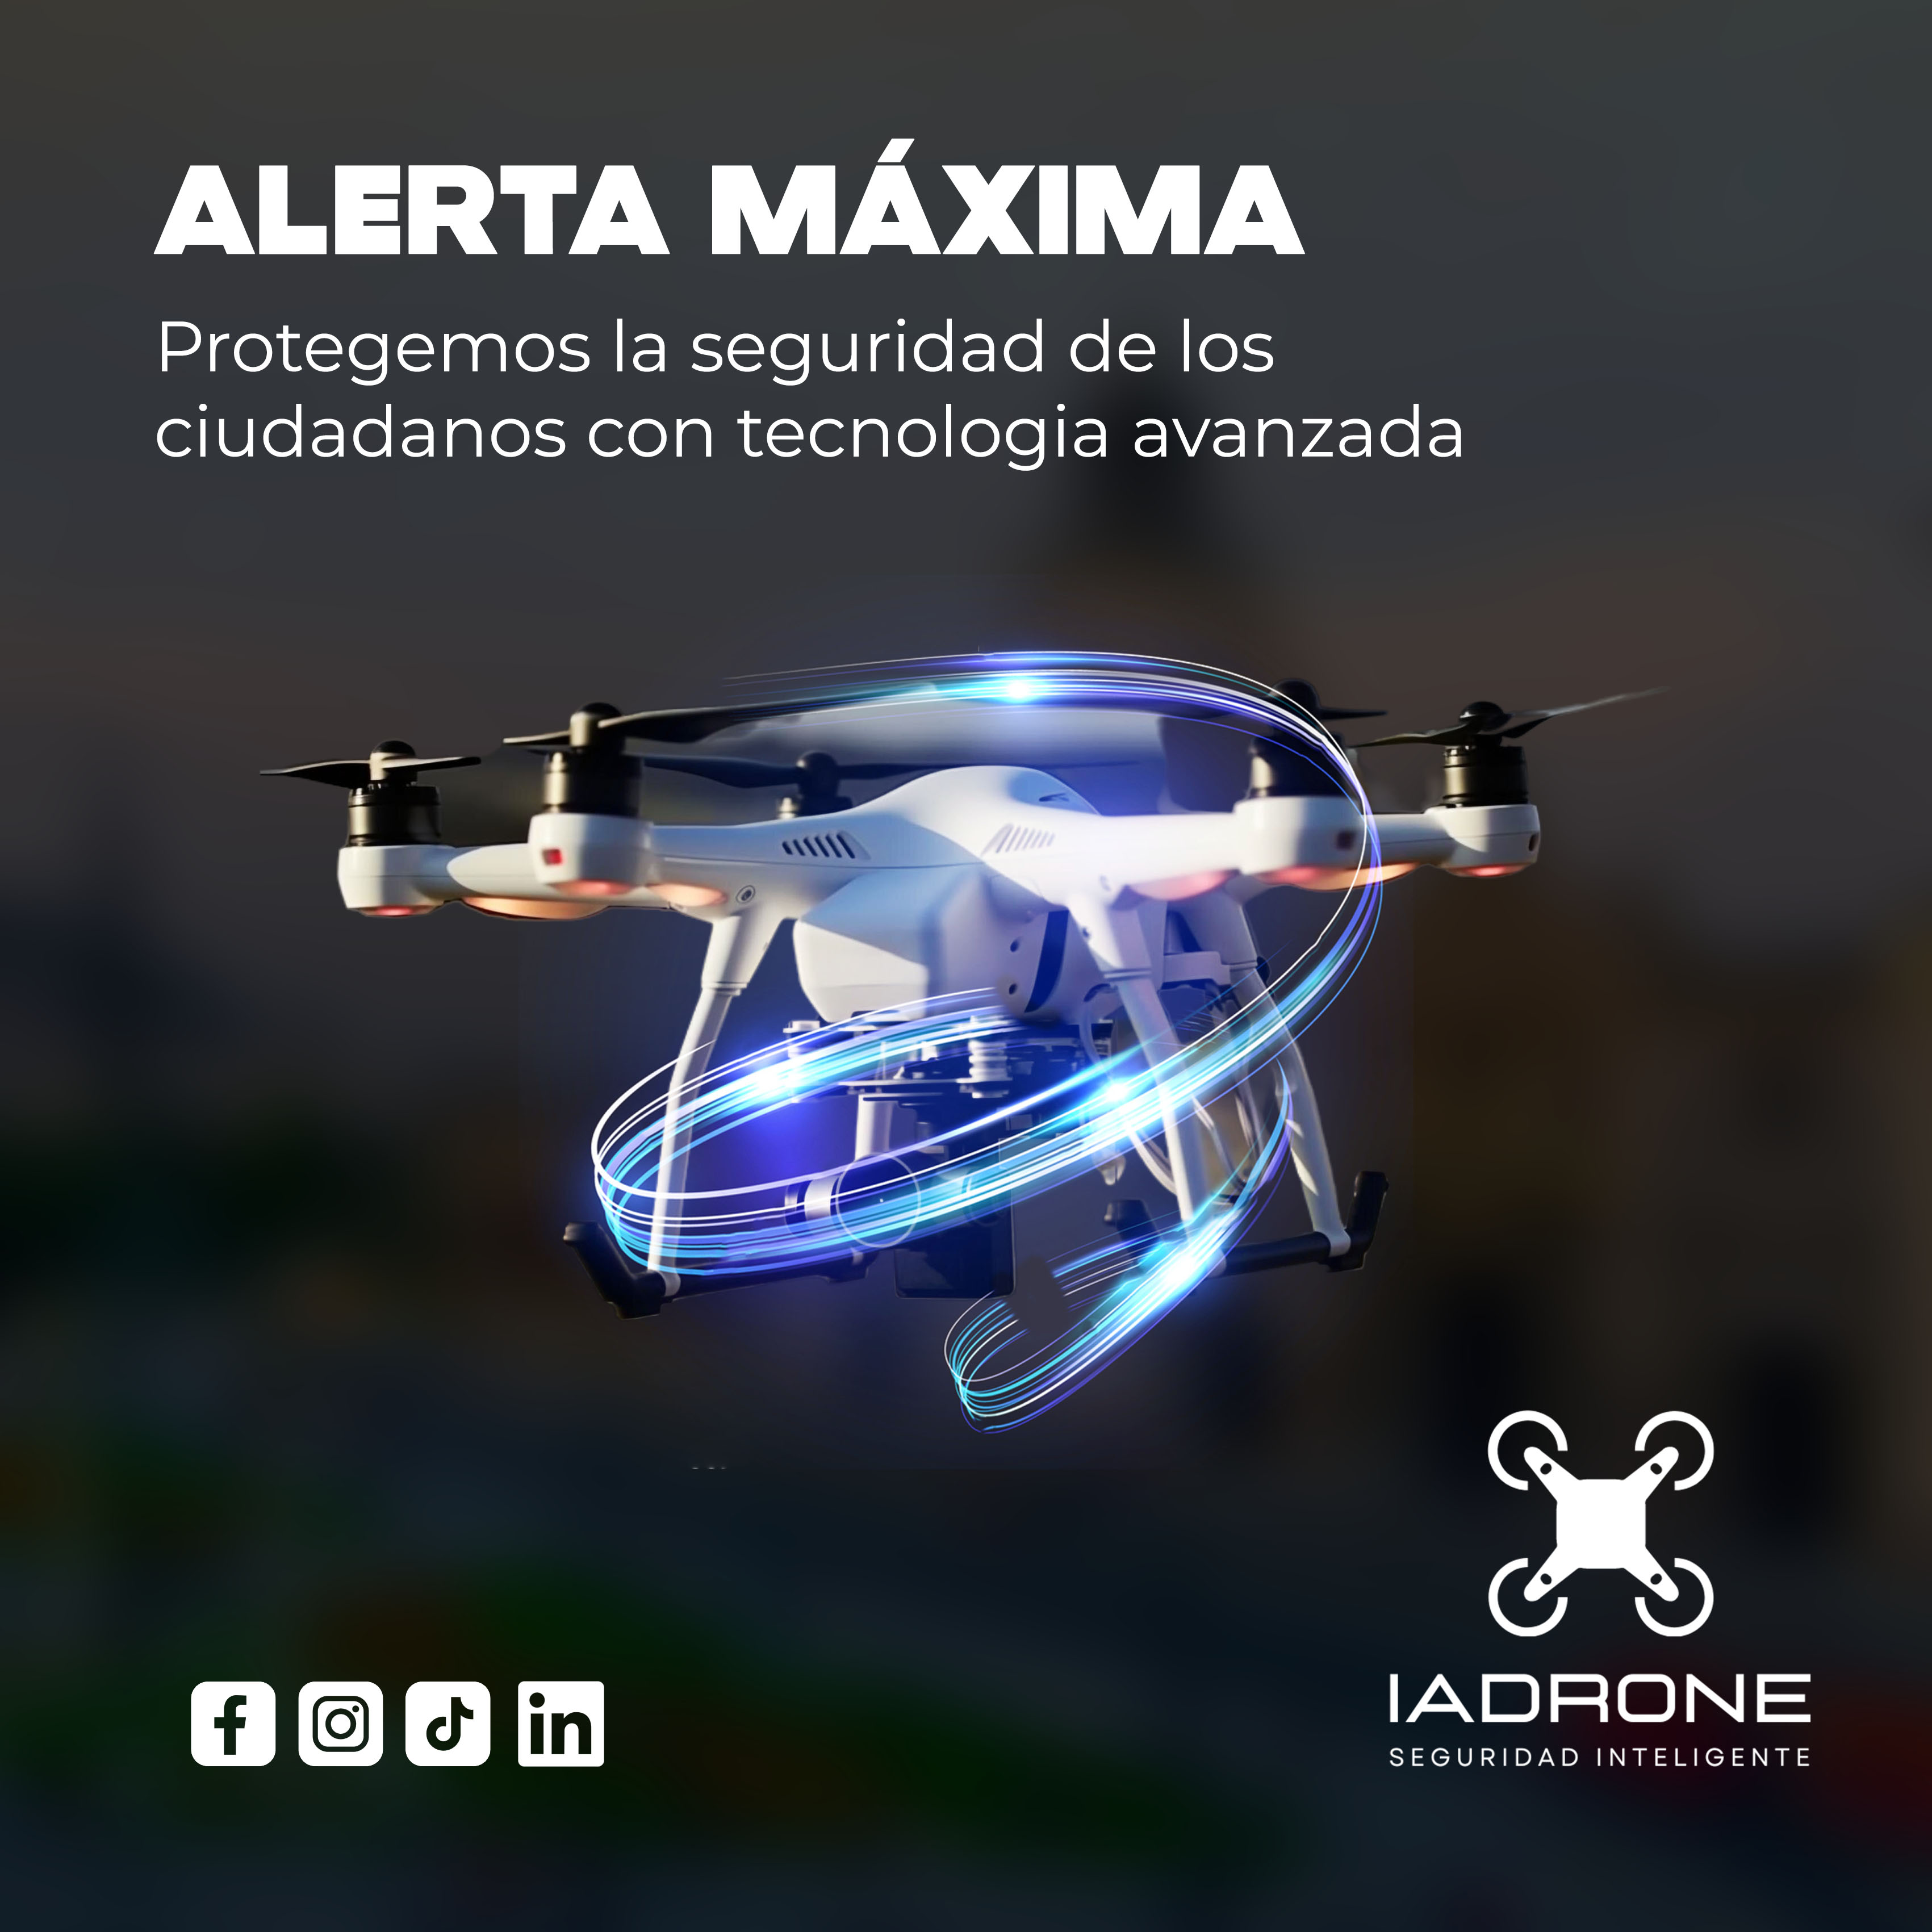 ALERTA MÁXIMA
Protegemos la seguridad de los
ciudadanos con tecnologia avanzada
IADRONE
SEGURIDAD INTELIGENTE